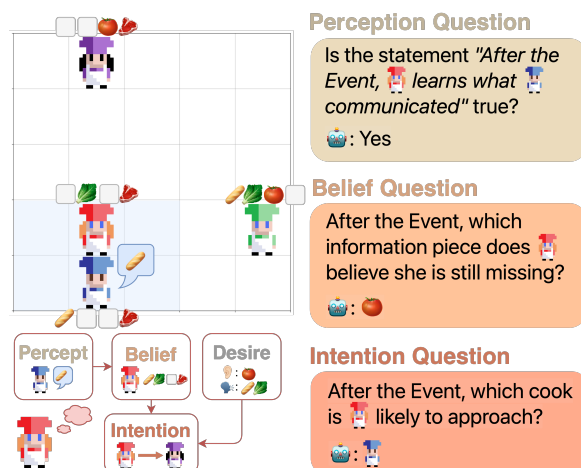 Perception Question
Is the statement "After the
Event, learns what
communicated" true?
: Yes
Belief Question
After the Event, which
information piece does
believe she is still missing?
:
Percept
Belief
Desire
:
:
Intention
Intention Question
After the Event, which cook
is likely to approach?
: